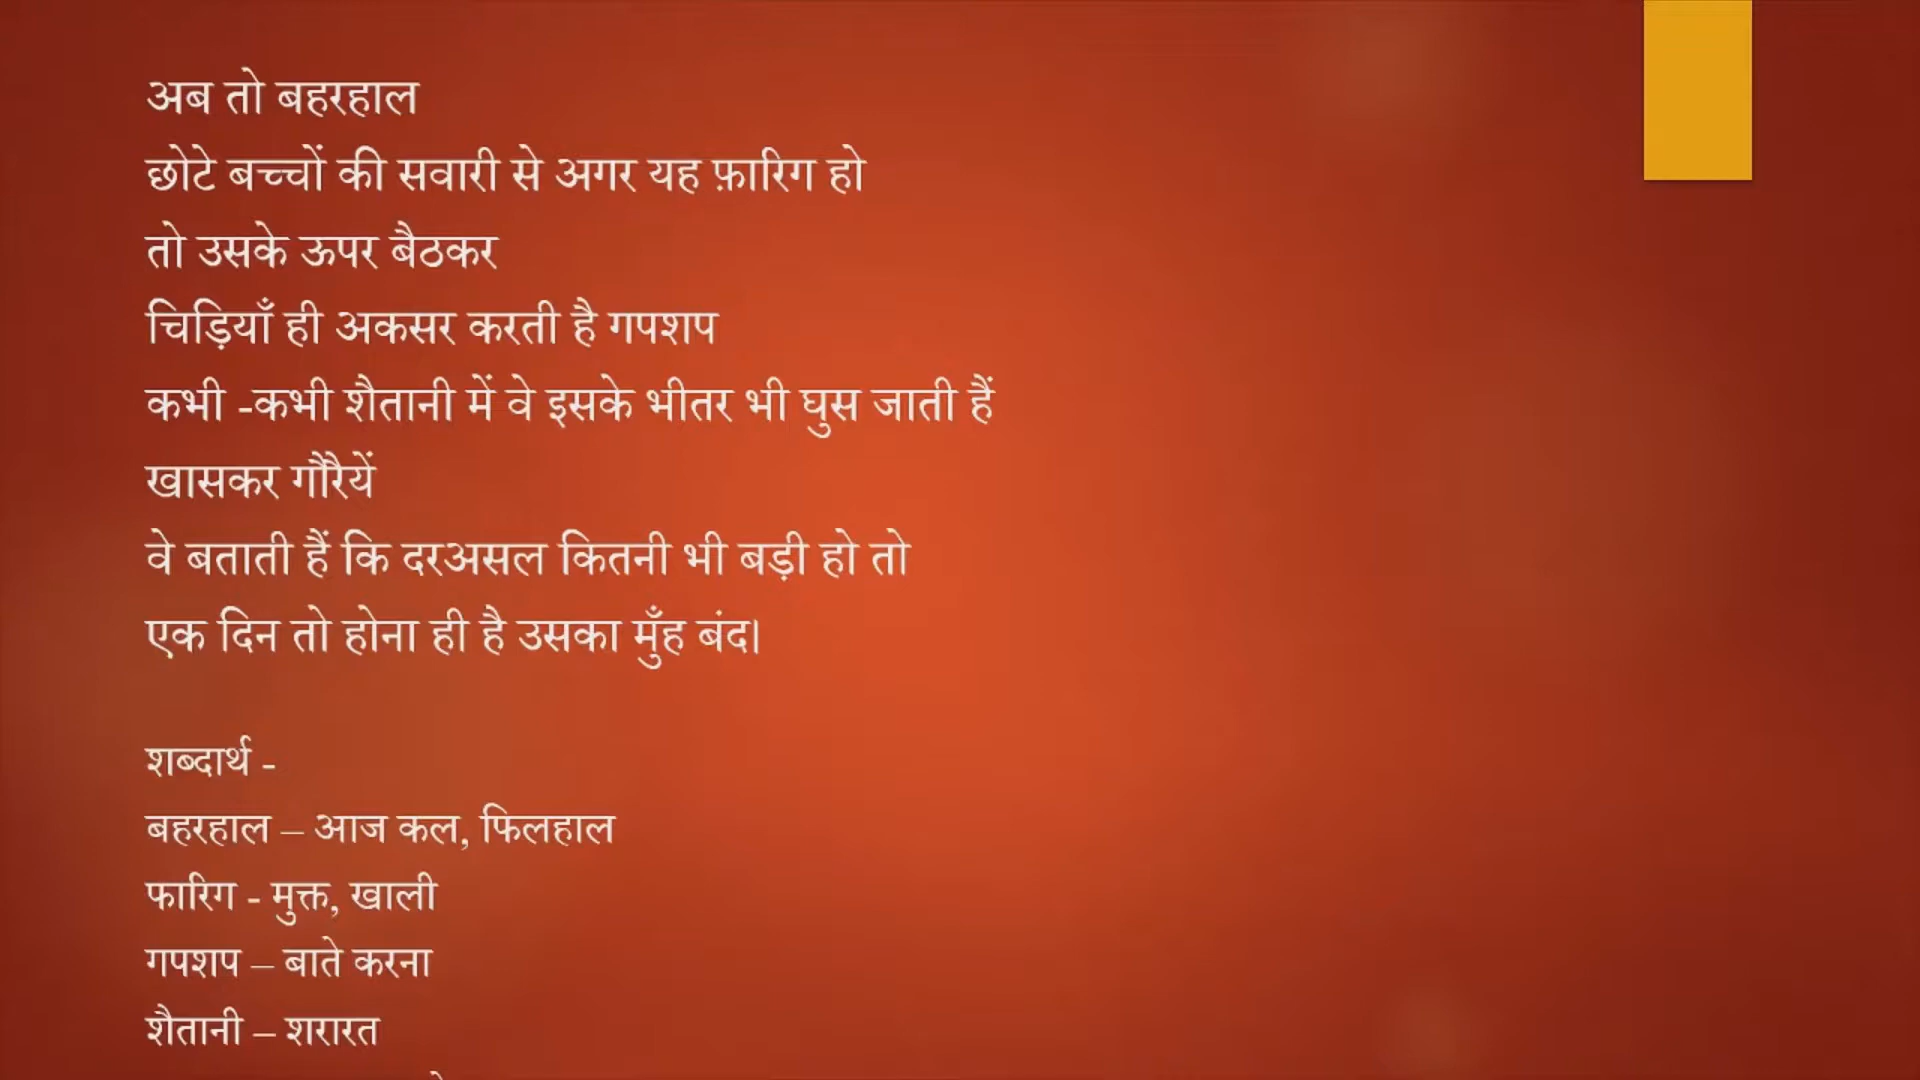 अब तो बहरहाल
छोटे बच्चों की सवारी से अगर यह फ़ारिग हो
तो उसके ऊपर बैठकर
चिड़ियाँ ही अकसर करती है गपशप
कभी -कभी शैतानी में वे इसके भीतर भी घुस जाती हैं
खासकर गौरैयें
वे बताती हैं कि दरअसल कितनी भी बड़ी हो तो
एक दिन तो होना ही है उसका मुँह बंद।
शब्दार्थ -
बहरहाल – आज कल, फिलहाल
फारिग - मुक्त, खाली
गपशप – बाते करना
शैतानी – शरारत